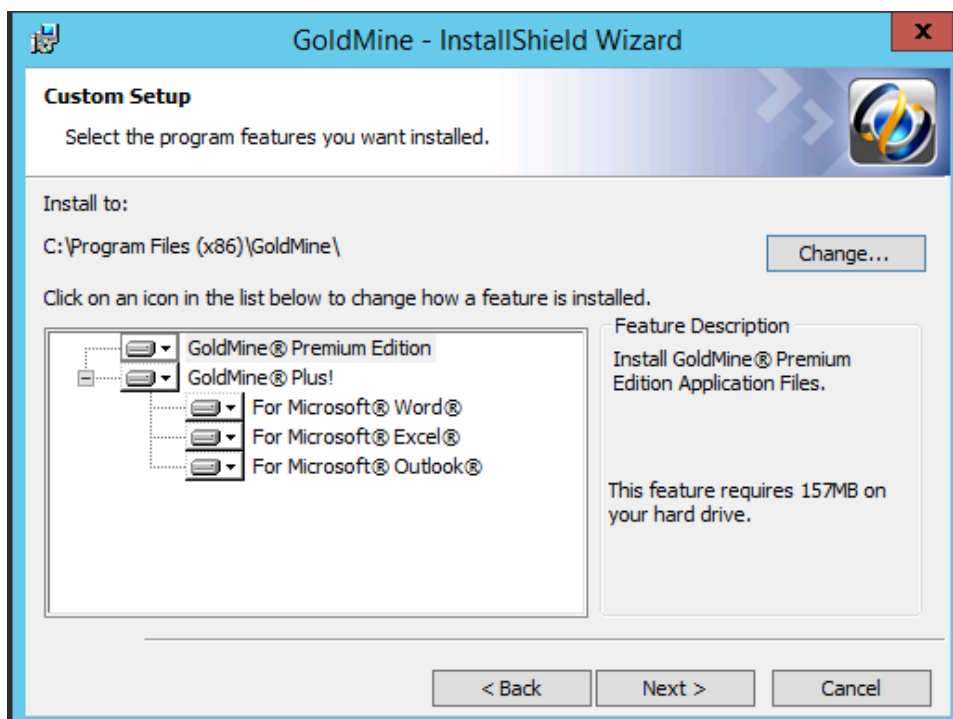 GoldMine - InstallShield Wizard
x
Custom Setup
Select the program features you want installed.
Install to:
C:\Program Files (x86)\GoldMine\
Change...
Click on an icon in the list below to change how a feature is installed.
GoldMine® Premium Edition
GoldMine® Plus!
For Microsoft® Word®
For Microsoft® Excel®
For Microsoft® Outlook®
Feature Description
Install GoldMine® Premium
Edition Application Files.
This feature requires 157MB on
your hard drive.
< Back
Next >
Cancel